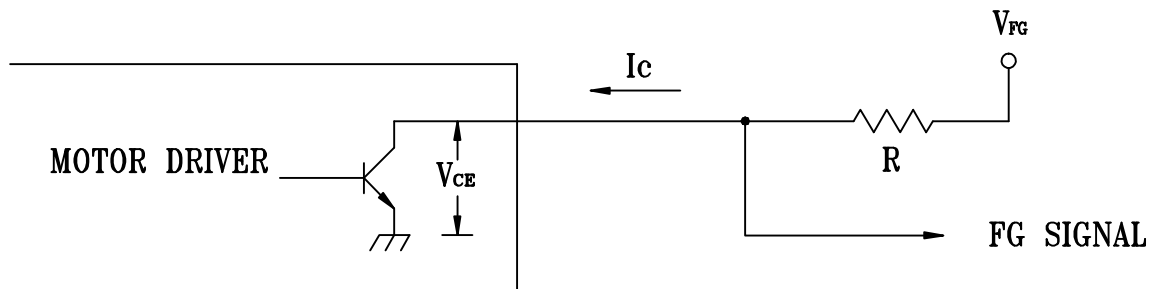 VFG
Ic
MOTOR DRIVER
VCE
R
FG SIGNAL